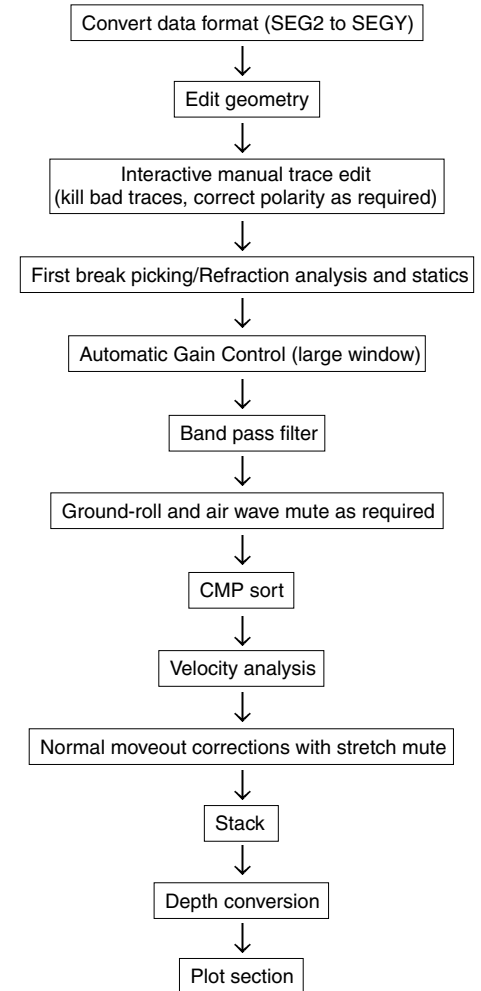 Convert data format (SEG2 to SEGY)
Edit geometry
Interactive manual trace edit
(kill bad traces, correct polarity as required)
First break picking/Refraction analysis and statics
Automatic Gain Control (large window)
Band pass filter
Ground-roll and air wave mute as required
CMP sort
Velocity analysis
Normal moveout corrections with stretch mute
Stack
Depth conversion
Plot section